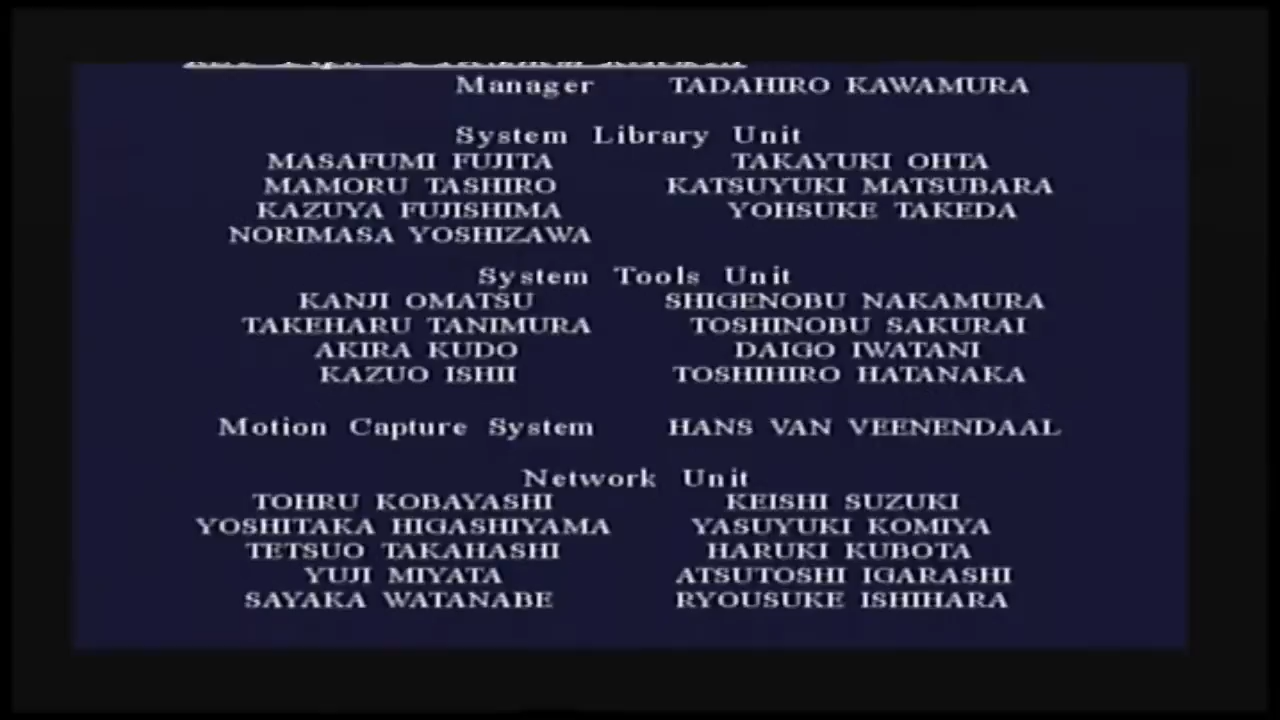 Manager TADAHIRO KAWAMURA
System Library Unit
MASAFUMI FUJITA TAKAYUKI OHTA
MAMORU TASHIRO KATSUYUKI MATSUBARA
KAZUYA FUJISHIMA YOHSUKE TAKEDA
NORIMASA YOSHIZAWA
System Tools Unit
KANJI OMATSU SHIGENOBU NAKAMURA
TAKEHARU TANIMURA TOSHINOBU SAKURAI
AKIRA KUDO DAIGO IWATANI
KAZUO ISHII TOSHIHIRO HATANAKA
Motion Capture System HANS VAN VEENENDAAL
Network Unit
TOHRU KOBAYASHI KEISHI SUZUKI
YOSHITAKA HIGASHIYAMA YASUYUKI KOMIYA
TETSUO TAKAHASHI HARUKI KUBOTA
YUJI MIYATA ATSUTOSHI IGARASHI
SAYAKA WATANABE RYOUSUKE ISHIHARA